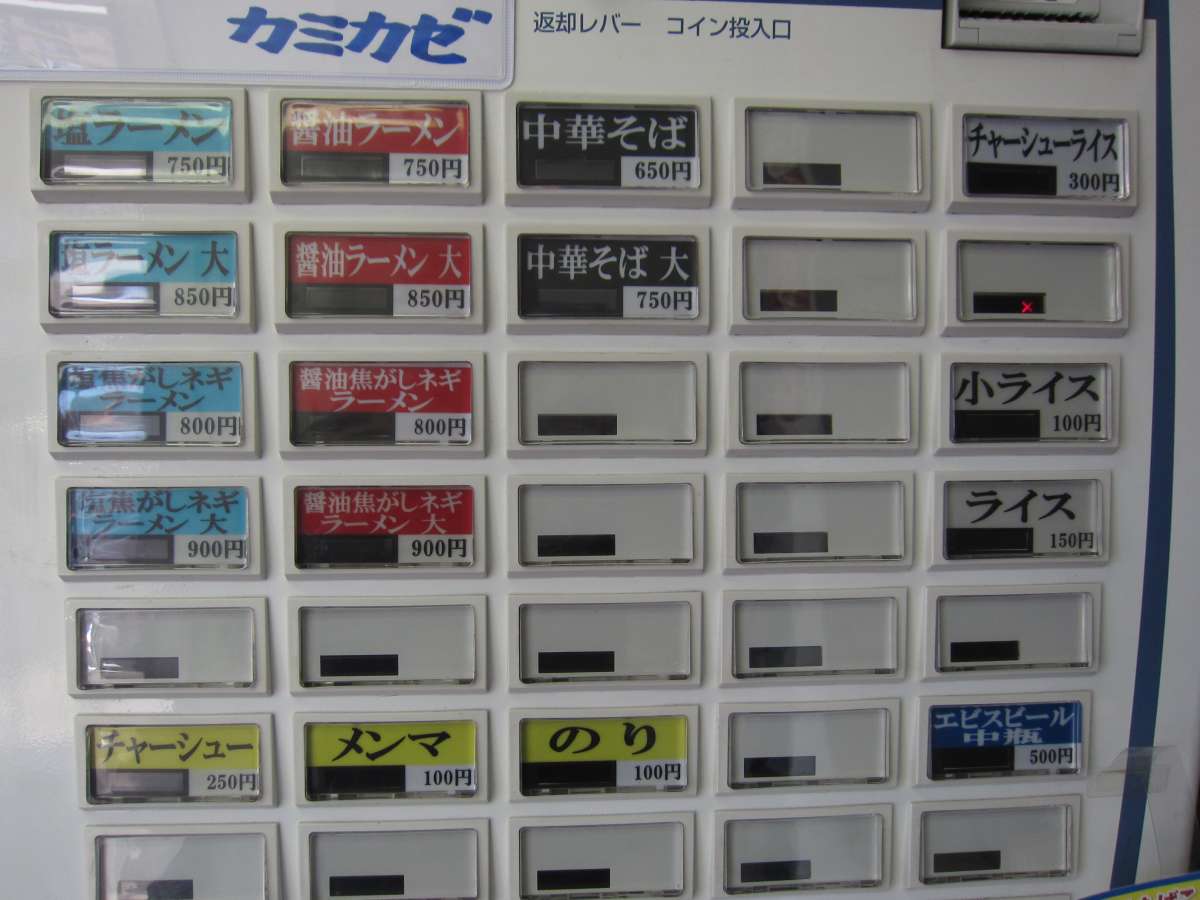 カミカゼ
返却レバー コイン投入口
塩ラーメン
750円
醤油ラーメン
750円
中華そば
650円
チャーシューライス
300円
塩ラーメン 大
850円
醤油ラーメン 大
850円
中華そば 大
750円
塩焦がしネギ
ラーメン
800円
醤油焦がしネギ
ラーメン
800円
小ライス
100円
塩焦がしネギ
ラーメン 大
900円
醤油焦がしネギ
ラーメン 大
900円
ライス
150円
チャーシュー
250円
メンマ
100円
のり
100円
エビスビール
中瓶
500円